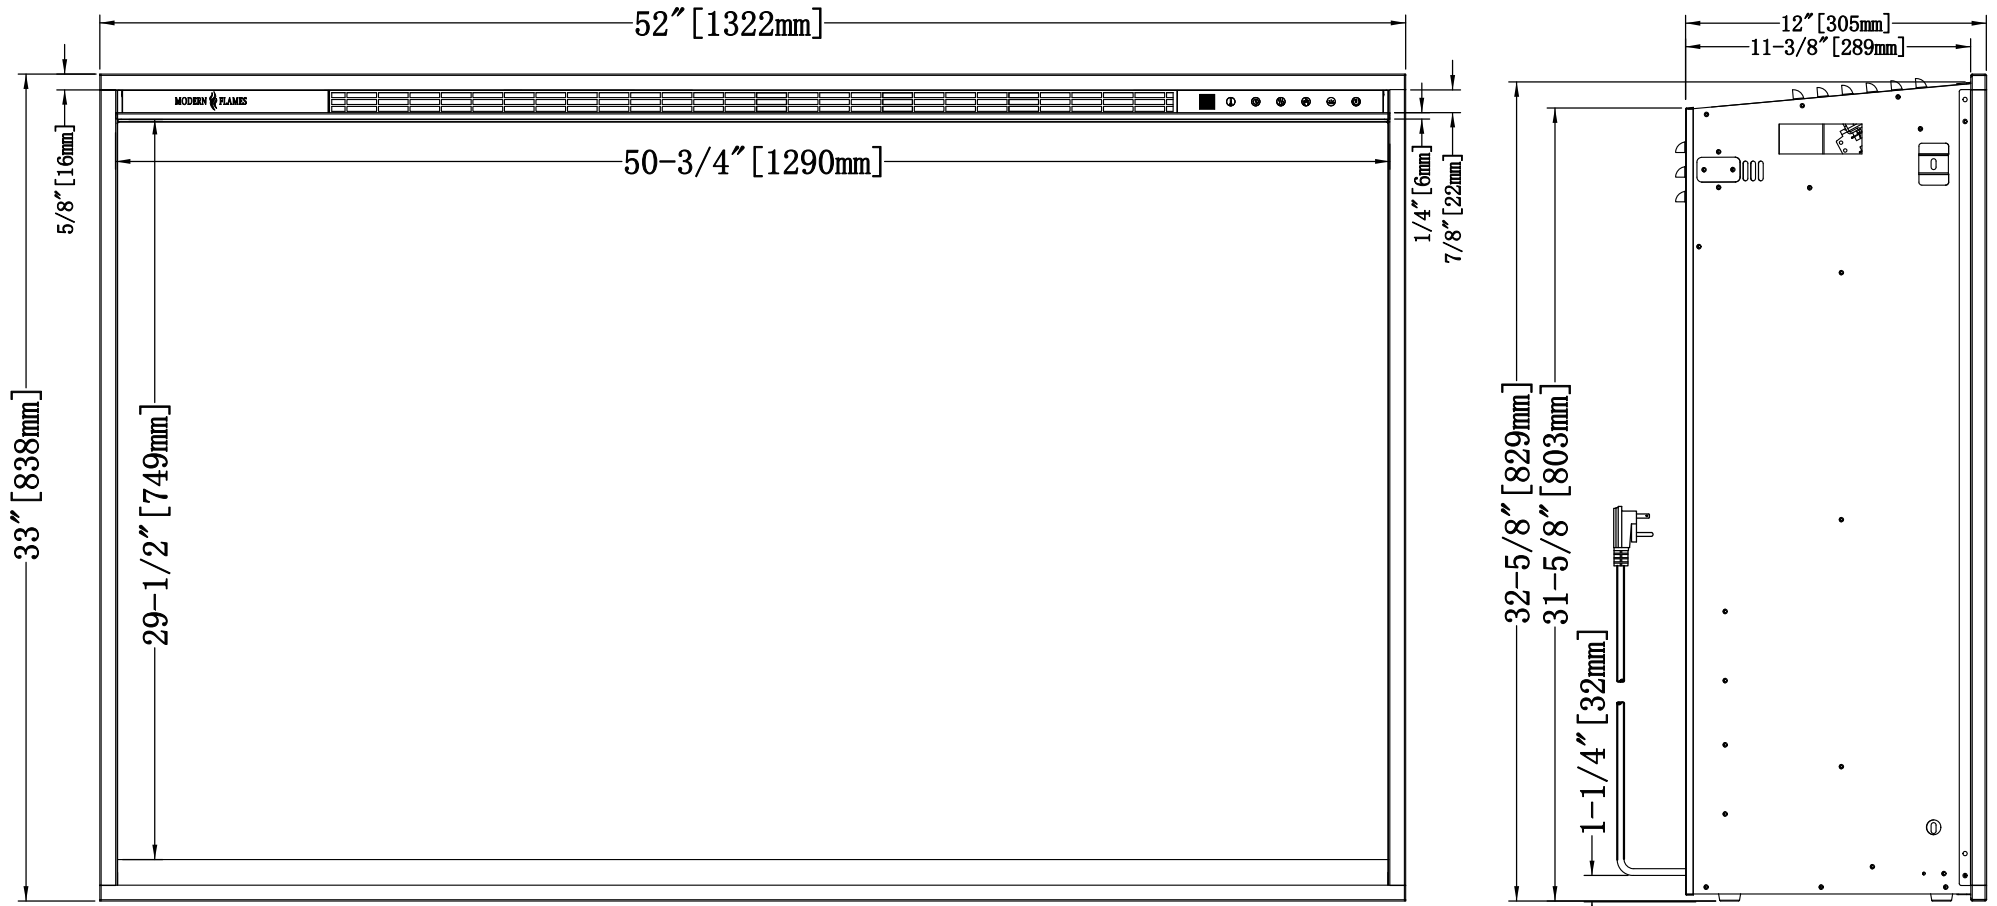 52″[1322mm]
12″[305mm]
11-3/8″[289mm]
MODERN FLAMES
5/8″[16mm]
50-3/4″[1290mm]
1/4″[6mm]
7/8″[22mm]
33″[838mm]
29-1/2″[749mm]
32-5/8″[829mm]
31-5/8″[803mm]
1-1/4″[32mm]